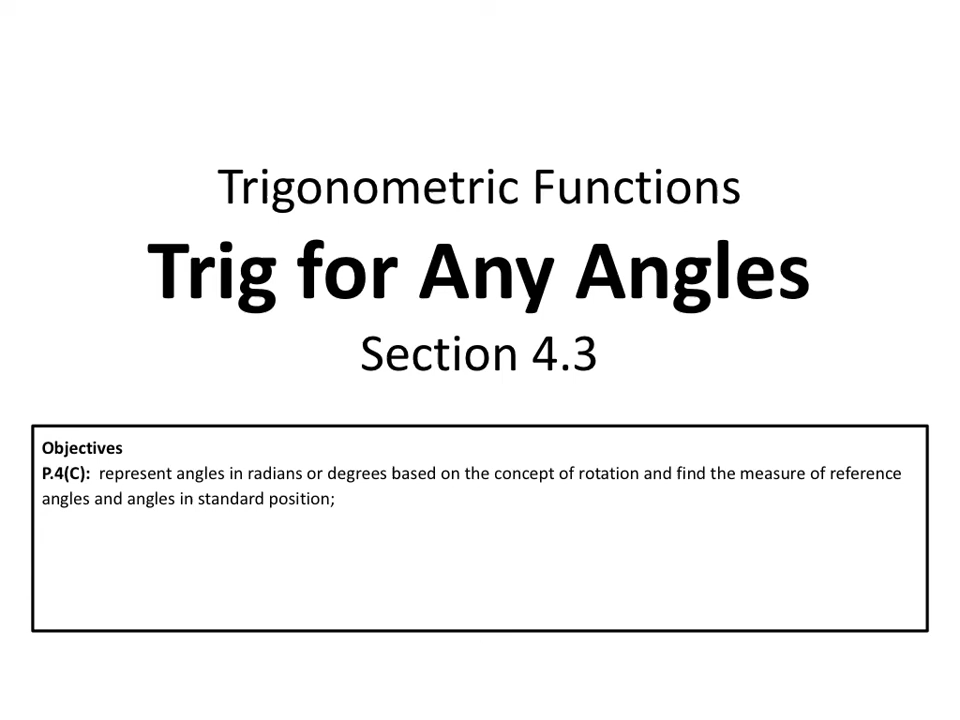 Trigonometric Functions
Trig for Any Angles
Section 4.3
Objectives
P.4(C):  represent angles in radians or degrees based on the concept of rotation and find the measure of reference
angles and angles in standard position;